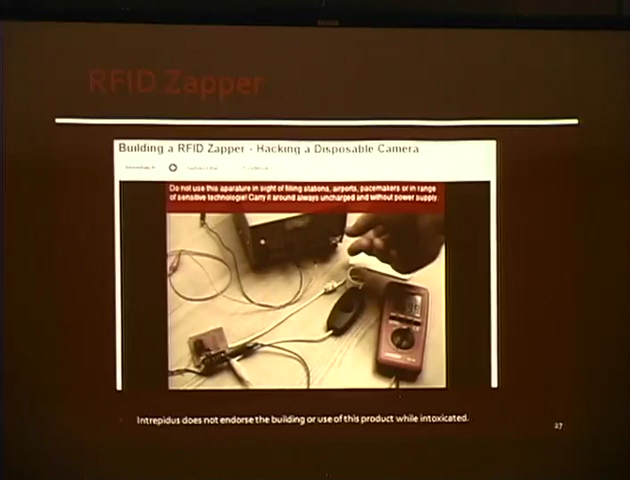 RFID Zapper
Building a RFID Zapper - Hacking a Disposable Camera
Do not use this aparature in sight of filling stations, airports, pacemakers or in range
of sensitive technologie! Carry it around always uncharged and without power supply.
Intrepidus does not endorse the building or use of this product while intoxicated.
27